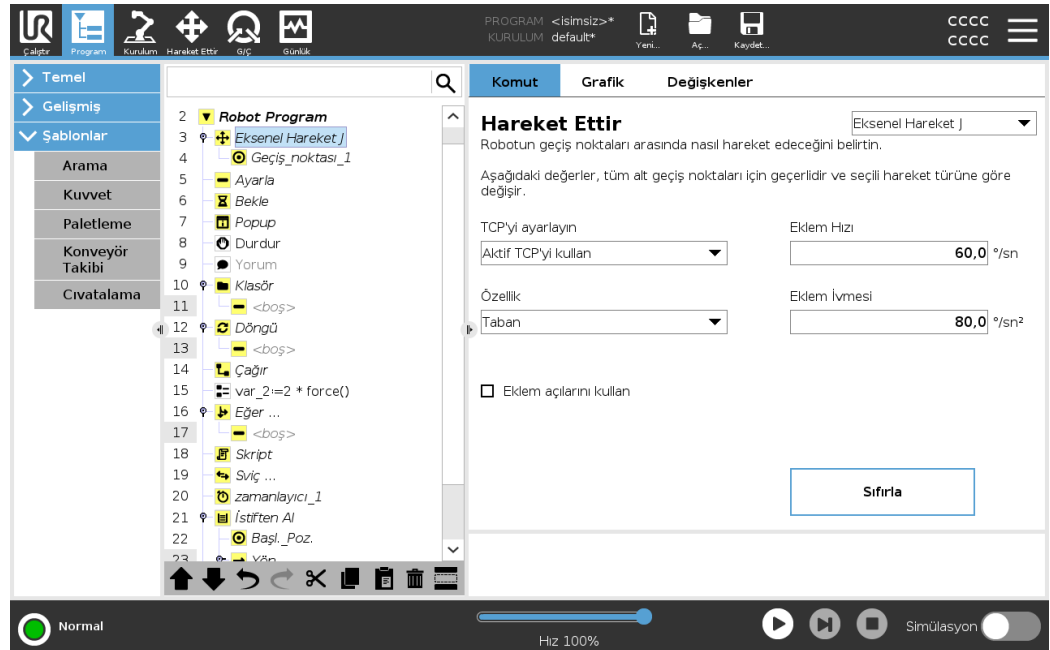 PROGRAM <isimsiz>*
KURULUM default*
CCCC
CCCC
Çalıştır
Program
Kurulum
Hareket Ettir
G/Ç
Günlük
Yeni...
Aç...
Kaydet...
Temel
Gelişmiş
Şablonlar
Arama
Kuvvet
Paletleme
Konveyör
Takibi
Cıvatalama
2 Robot Program
3 Eksenel Hareket J
4 Geçiş_noktası_1
5 Ayarla
6 Bekle
7 Popup
8 Durdur
9 Yorum
10 Klasör
11 <boş>
12 Döngü
13 <boş>
14 Çağır
15 var_2:=2 * force()
16 Eğer ...
17 <boş>
18 Skript
19 Sviç ...
20 zamanlayıcı_1
21 İstiften Al
22 Başl._Poz.
23 Yön
Komut Grafik Değişkenler
Hareket Ettir
Eksenel Hareket J
Robotun geçiş noktaları arasında nasıl hareket edeceğini belirtin.
Aşağıdaki değerler, tüm alt geçiş noktaları için geçerlidir ve seçili hareket türüne göre
değişir.
TCP'yi ayarlayın
Eklem Hızı
Aktif TCP'yi kullan
60,0 °/sn
Özellik
Eklem İvmesi
Taban
80,0 °/sn²
Eklem açılarını kullan
Sıfırla
Normal
Hız 100%
Simülasyon